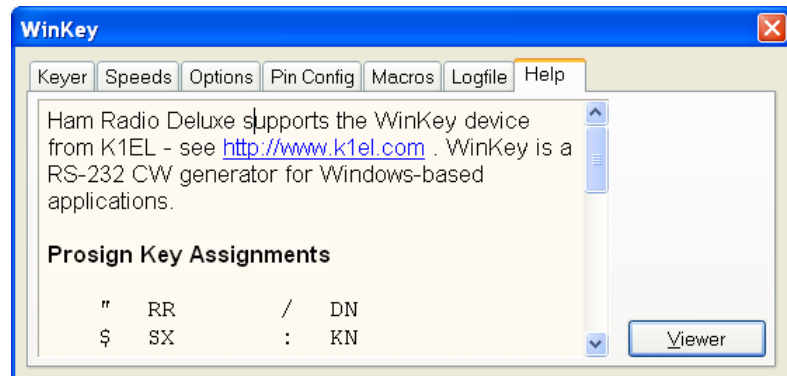 WinKey
Keyer Speeds Options Pin Config Macros Logfile Help
Ham Radio Deluxe supports the WinKey device
from K1EL - see http://www.k1el.com . WinKey is a
RS-232 CW generator for Windows-based
applications.
Prosign Key Assignments
" RR / DN
$ SX : KN
Viewer